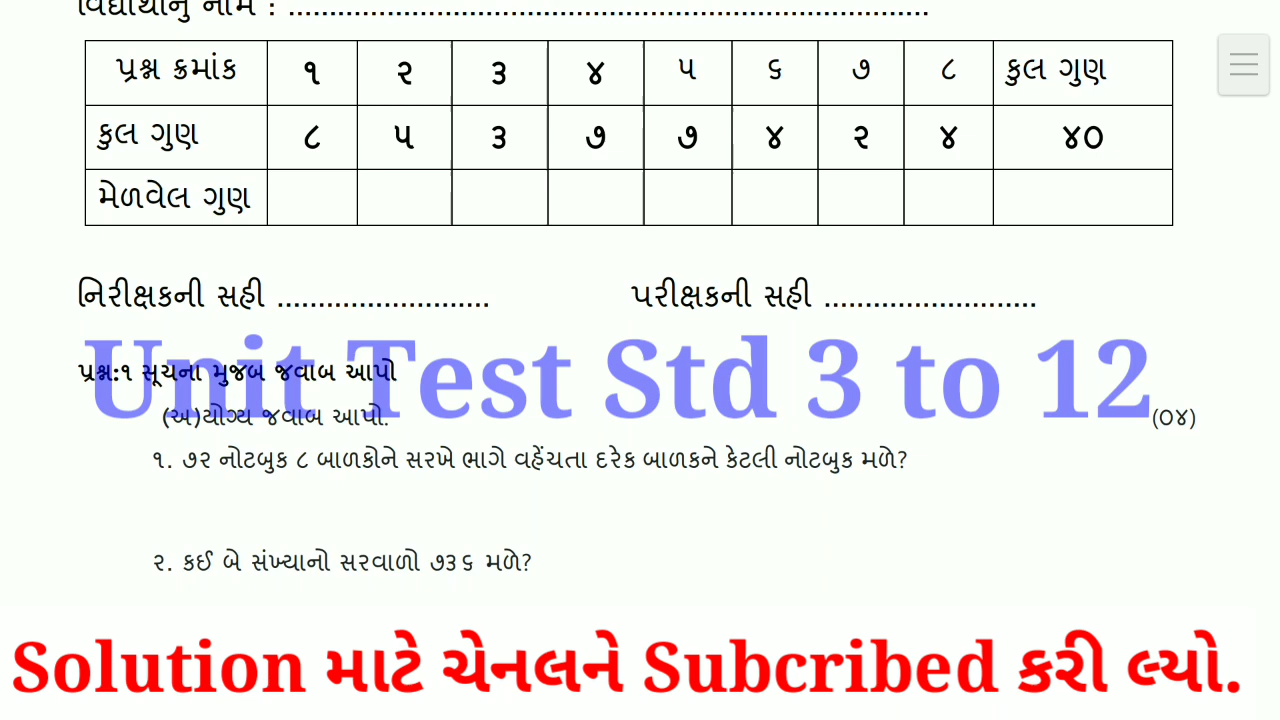 વિદ્યાર્થીનું નામ : ..............................................................................
પ્રશ્ન ક્રમાંક ૧ ૨ ૩ ૪ ૫ ૬ ૭ ૮ કુલ ગુણ
કુલ ગુણ ૮ ૫ ૩ ૭ ૭ ૪ ૨ ૪ ૪૦
મેળવેલ ગુણ
નિરીક્ષકની સહી .......................... પરીક્ષકની સહી ..........................
Unit Test Std 3 to 12
પ્રશ્ન:૧ સૂચના મુજબ જવાબ આપો
(અ)યોગ્ય જવાબ આપો. (૦૪)
૧. ૭૨ નોટબુક ૮ બાળકોને સરખે ભાગે વહેંચતા દરેક બાળકને કેટલી નોટબુક મળે?
૨. કઈ બે સંખ્યાનો સરવાળો ૭૩૬ મળે?
Solution માટે ચેનલને Subcribed કરી લ્યો.